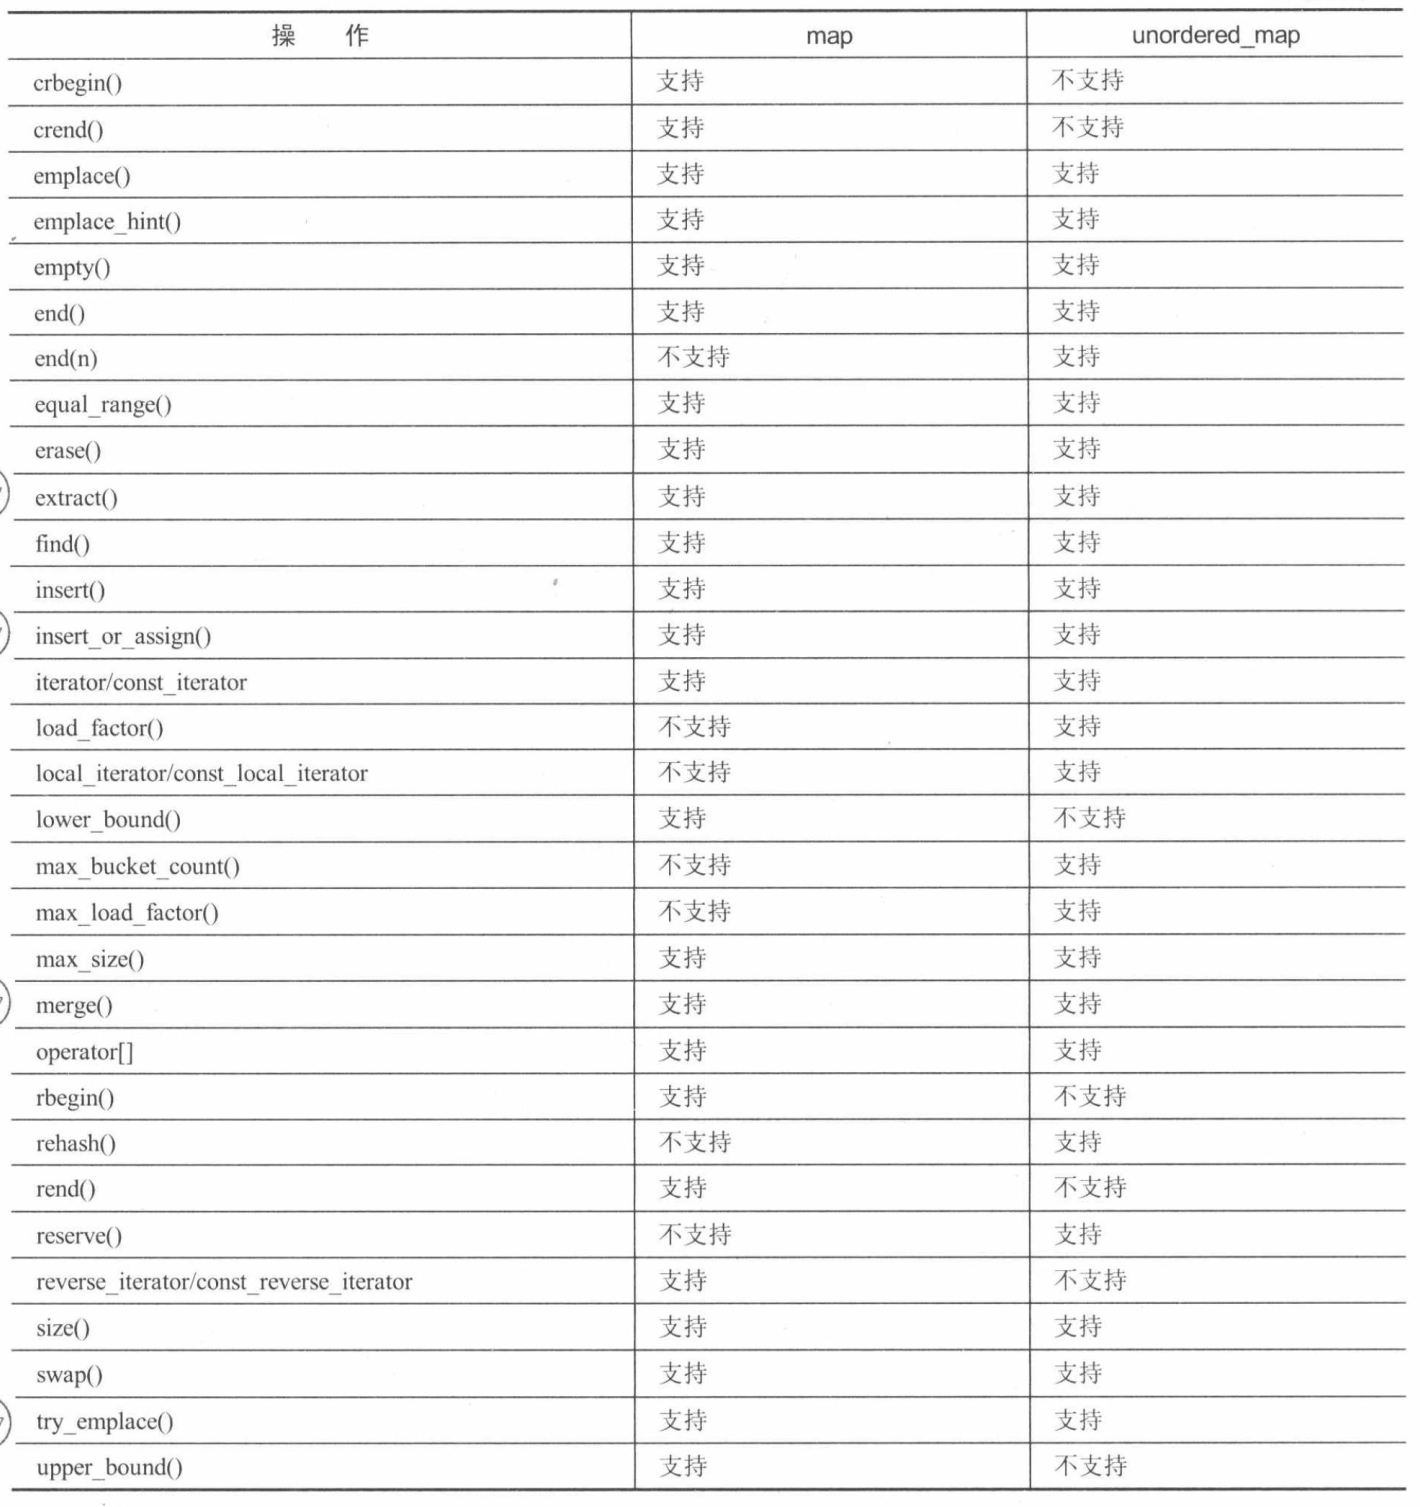 操 作 map unordered_map
crbegin() 支持 不支持
crend() 支持 不支持
emplace() 支持 支持
emplace_hint() 支持 支持
empty() 支持 支持
end() 支持 支持
end(n) 不支持 支持
equal_range() 支持 支持
erase() 支持 支持
extract() 支持 支持
find() 支持 支持
insert() 支持 支持
insert_or_assign() 支持 支持
iterator/const_iterator 支持 支持
load_factor() 不支持 支持
local_iterator/const_local_iterator 不支持 支持
lower_bound() 支持 不支持
max_bucket_count() 不支持 支持
max_load_factor() 不支持 支持
max_size() 支持 支持
merge() 支持 支持
operator[] 支持 支持
rbegin() 支持 不支持
rehash() 不支持 支持
rend() 支持 不支持
reserve() 不支持 支持
reverse_iterator/const_reverse_iterator 支持 不支持
size() 支持 支持
swap() 支持 支持
try_emplace() 支持 支持
upper_bound() 支持 不支持